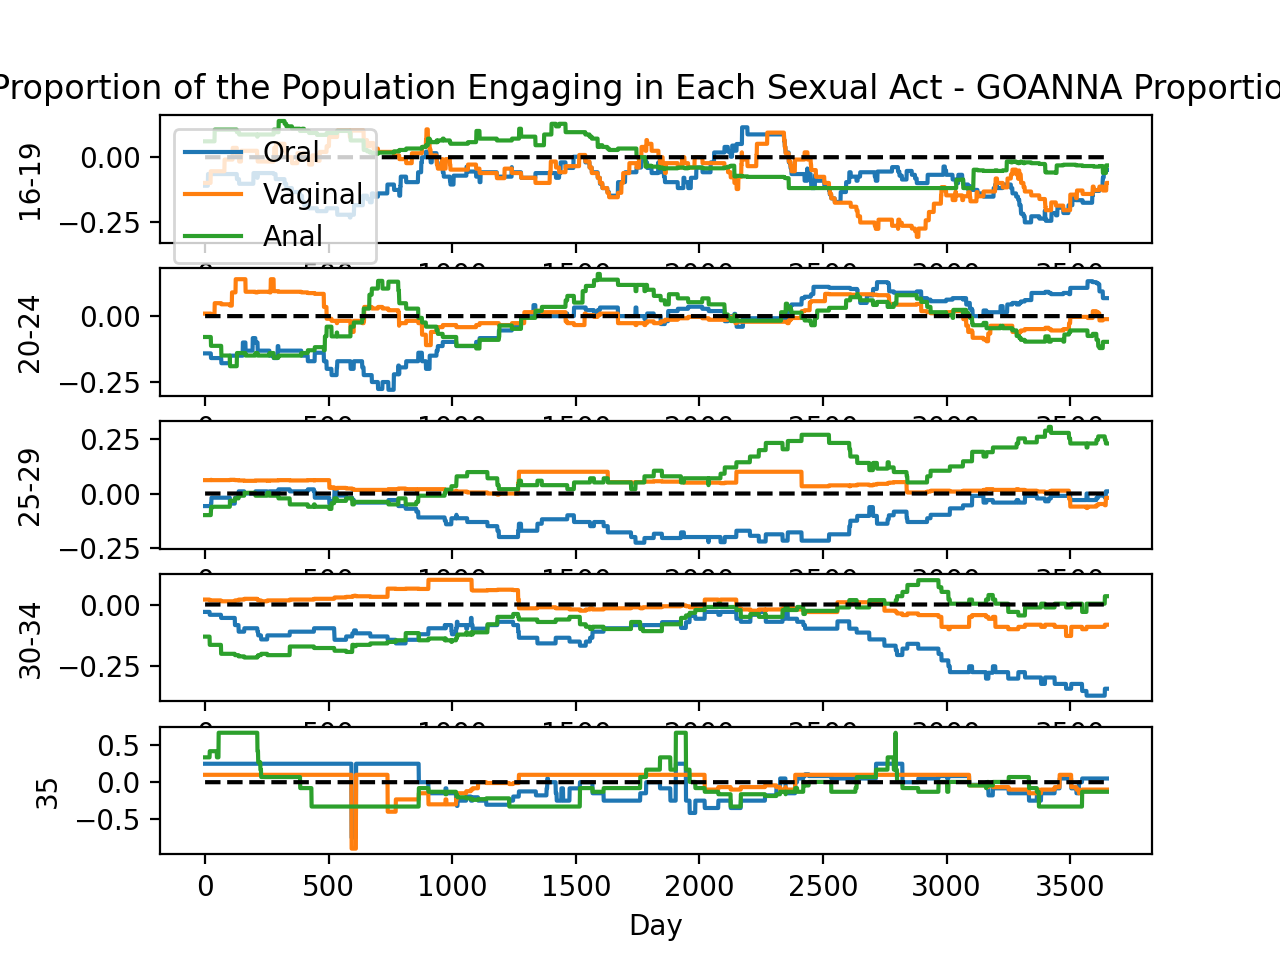 Proportion of the Population Engaging in Each Sexual Act - GOANNA Proportio
16-19
0.00
−0.25
Oral
Vaginal
Anal
20-24
0.00
−0.25
25-29
0.25
0.00
−0.25
30-34
0.00
−0.25
35
0.5
0.0
−0.5
0 500 1000 1500 2000 2500 3000 3500
Day